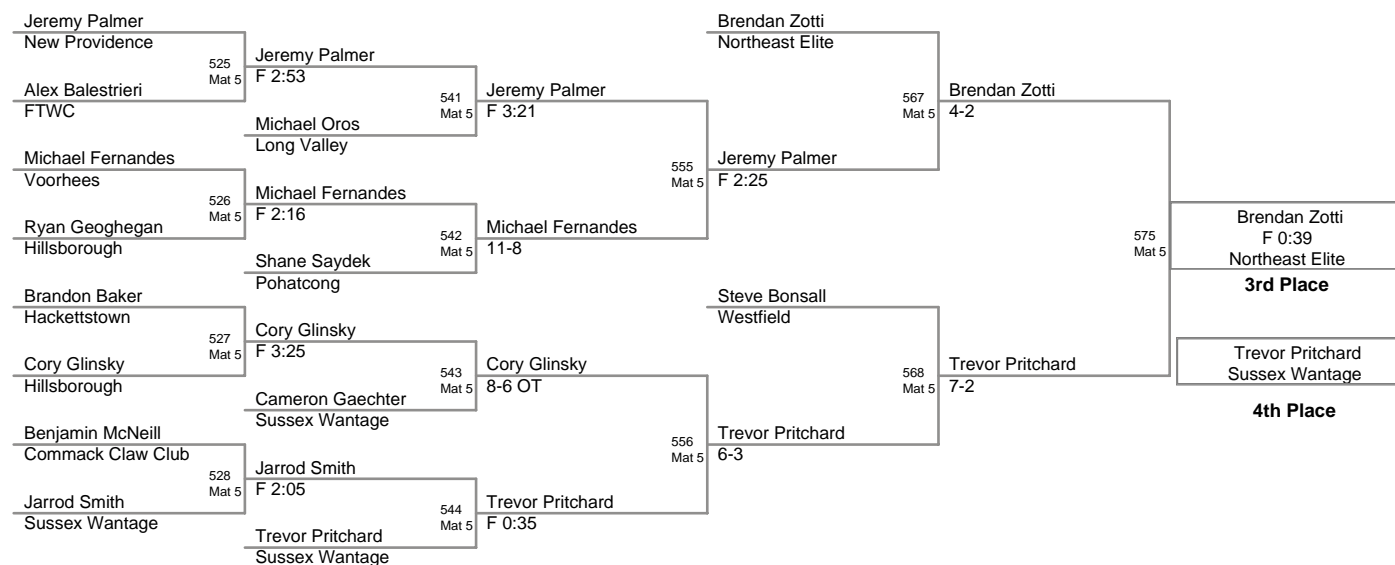 Jeremy Palmer
New Providence
525
Mat 5
Alex Balestrieri
FTWC
Michael Fernandes
Voorhees
526
Mat 5
Ryan Geoghegan
Hillsborough
Brandon Baker
Hackettstown
527
Mat 5
Cory Glinsky
Hillsborough
Benjamin McNeill
Commack Claw Club
528
Mat 5
Jarrod Smith
Sussex Wantage
Jeremy Palmer
F 2:53
541
Mat 5
Michael Oros
Long Valley
Michael Fernandes
F 2:16
542
Mat 5
Shane Saydek
Pohatcong
Cory Glinsky
F 3:25
543
Mat 5
Cameron Gaechter
Sussex Wantage
Jarrod Smith
F 2:05
544
Mat 5
Trevor Pritchard
Sussex Wantage
Jeremy Palmer
F 3:21
555
Mat 5
Michael Fernandes
11-8
Cory Glinsky
8-6 OT
556
Mat 5
Trevor Pritchard
F 0:35
Brendan Zotti
Northeast Elite
567
Mat 5
Jeremy Palmer
F 2:25
Steve Bonsall
Westfield
568
Mat 5
Trevor Pritchard
6-3
Brendan Zotti
4-2
575
Mat 5
Trevor Pritchard
7-2
Brendan Zotti
F 0:39
Northeast Elite
3rd Place
Trevor Pritchard
Sussex Wantage
4th Place